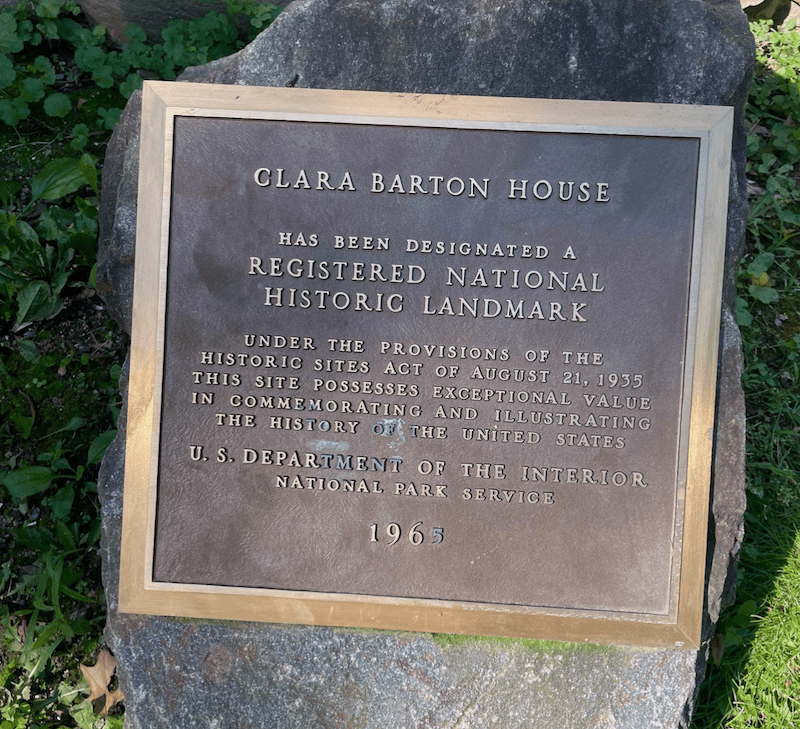 CLARA BARTON HOUSE
HAS BEEN DESIGNATED A
REGISTERED NATIONAL
HISTORIC LANDMARK
UNDER THE PROVISIONS OF THE
HISTORIC SITES ACT OF AUGUST 21, 1935
THIS SITE POSSESSES EXCEPTIONAL VALUE
IN COMMEMORATING AND ILLUSTRATING
THE HISTORY OF THE UNITED STATES
U. S. DEPARTMENT OF THE INTERIOR
NATIONAL PARK SERVICE
1965